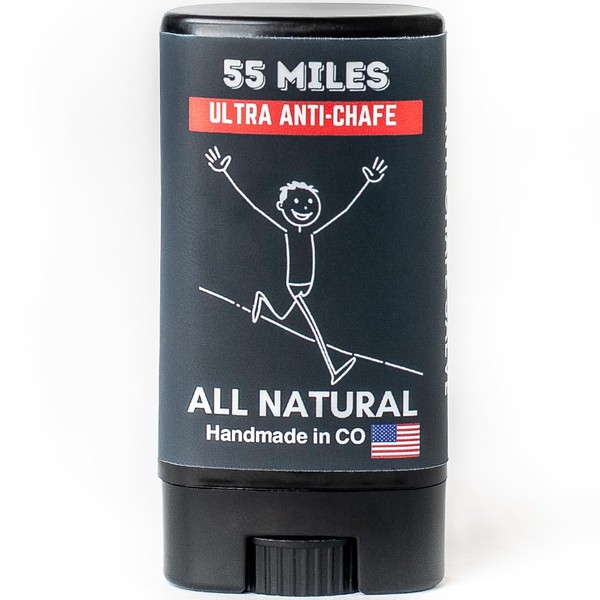 55 MILES
ULTRA ANTI-CHAFE
ALL NATURAL
Handmade in CO